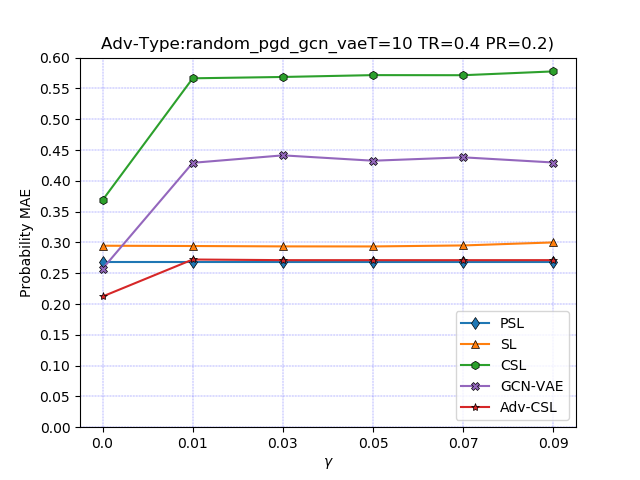 Adv-Type:random_pgd_gcn_vaeT=10 TR=0.4 PR=0.2)
0.60
0.55
0.50
0.45
0.40
0.35
0.30
0.25
0.20
0.15
0.10
0.05
0.00
Probability MAE
PSL
SL
CSL
GCN-VAE
Adv-CSL
0.0 0.01 0.03 0.05 0.07 0.09
γ